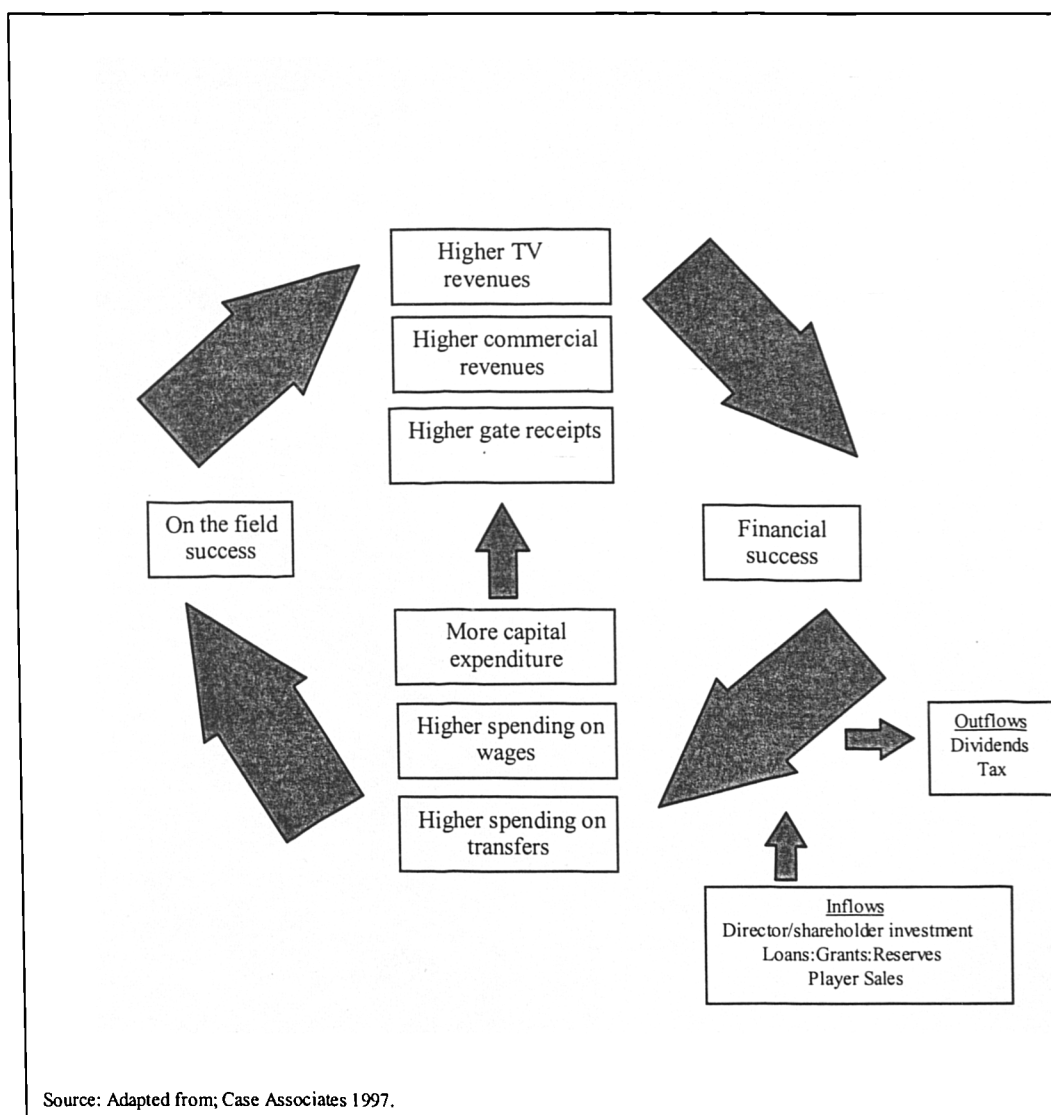 Higher TV
revenues
Higher commercial
revenues
Higher gate receipts
On the field
success
Financial
success
More capital
expenditure
Higher spending on
wages
Higher spending on
transfers
Outflows
Dividends
Tax
Inflows
Director/shareholder investment
Loans:Grants:Reserves
Player Sales
Source: Adapted from; Case Associates 1997.